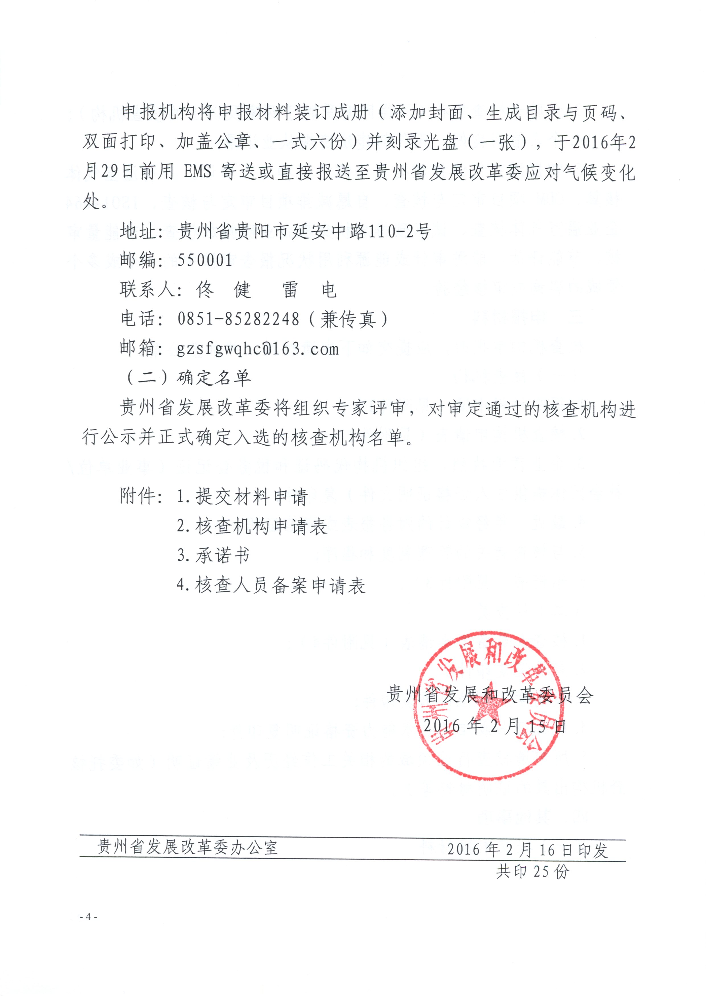 申报机构将申报材料装订成册（添加封面、生成目录与页码、
双面打印、加盖公章、一式六份）并刻录光盘（一张），于2016年2
月29日前用 EMS 寄送或直接报送至贵州省发展改革委应对气候变化
处。
地址：贵州省贵阳市延安中路110-2号
邮编：550001
联系人：佟 健 雷 电
电话：0851-85282248（兼传真）
邮箱：gzsfgwqhc@163.com
（二）确定名单
贵州省发展改革委将组织专家评审，对审定通过的核查机构进
行公示并正式确定入选的核查机构名单。
附件：1.提交材料申请
2.核查机构申请表
3.承诺书
4.核查人员备案申请表
贵州省发展和改革委员会
贵州省发展和改革委员会
2016 年 2 月 15 日
贵州省发展改革委办公室 2016 年 2 月 16 日印发
共印 25 份
- 4 -